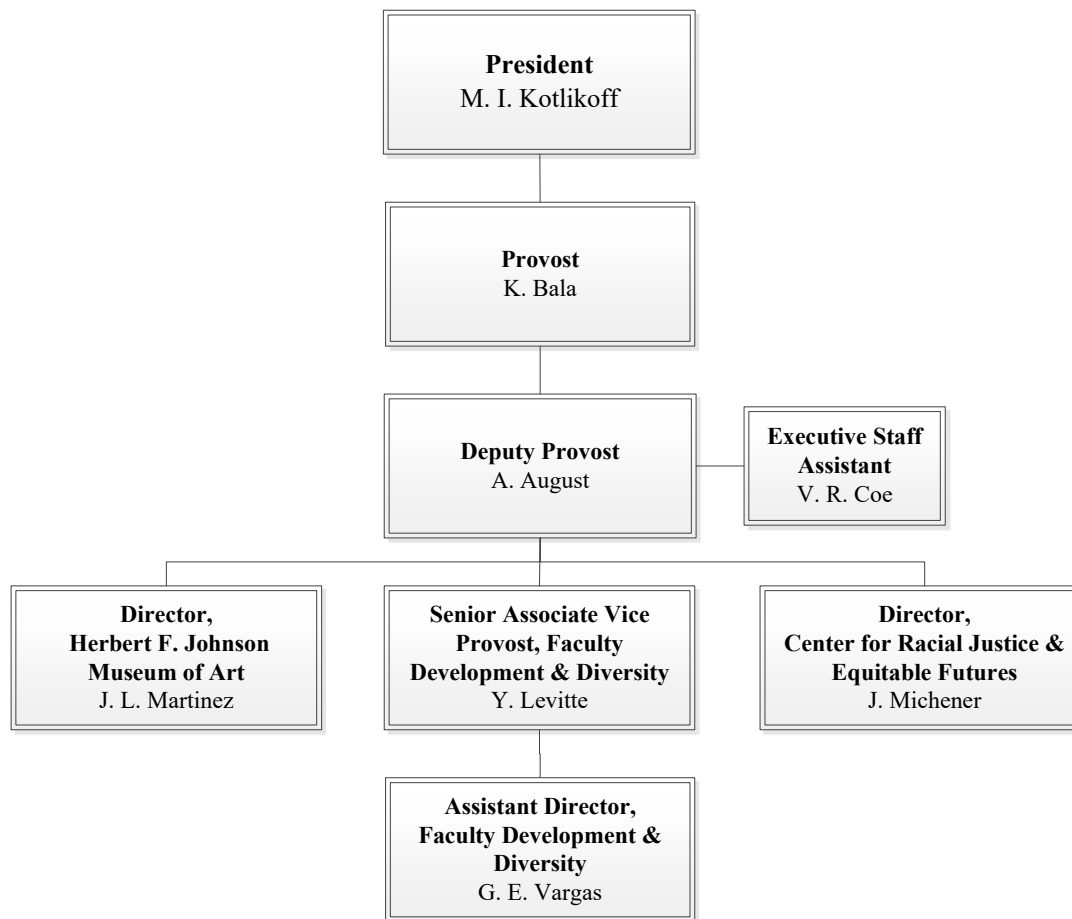 President
M. I. Kotlikoff
Provost
K. Bala
Deputy Provost
A. August
Executive Staff
Assistant
V. R. Coe
Director,
Herbert F. Johnson
Museum of Art
J. L. Martinez
Senior Associate Vice
Provost, Faculty
Development & Diversity
Y. Levitte
Director,
Center for Racial Justice &
Equitable Futures
J. Michener
Assistant Director,
Faculty Development &
Diversity
G. E. Vargas